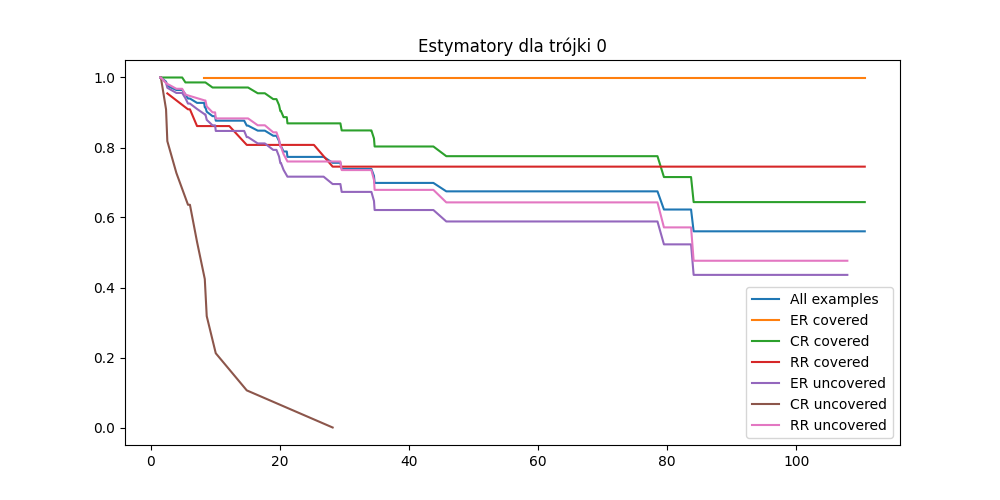 Estymatory dla trójki 0
1.0
0.8
0.6
0.4
0.2
0.0
0 20 40 60 80 100
All examples
ER covered
CR covered
RR covered
ER uncovered
CR uncovered
RR uncovered